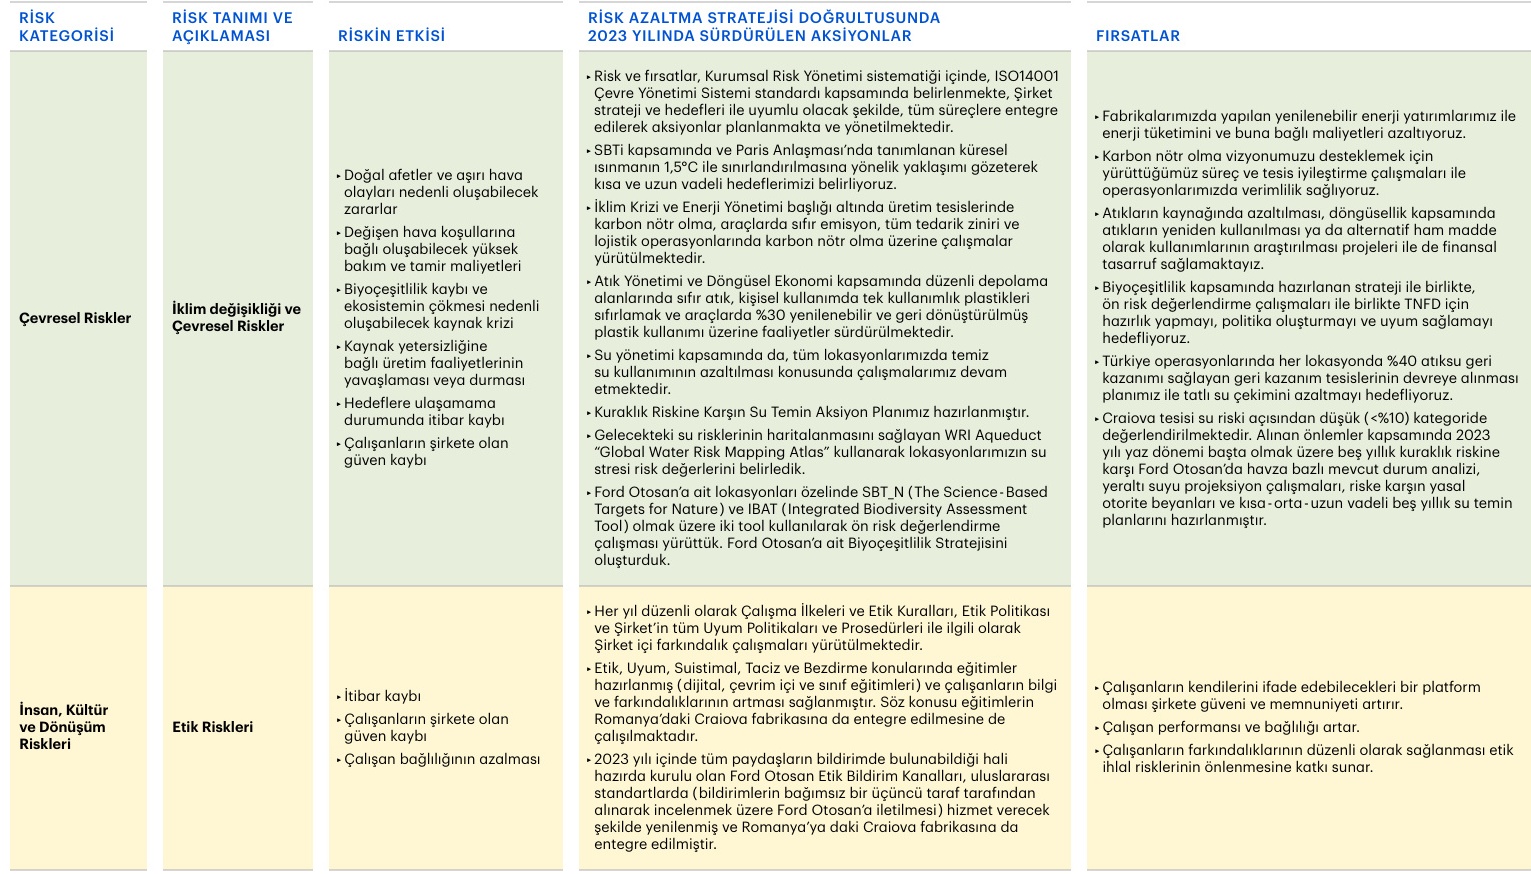 RİSK
KATEGORİSİ
RİSK TANIMI VE
AÇIKLAMASI
RİSKİN ETKİSİ
RİSK AZALTMA STRATEJİSİ DOĞRULTUSUNDA
2023 YILINDA SÜRDÜRÜLEN AKSİYONLAR
FIRSATLAR
Çevresel Riskler
İklim değişikliği ve
Çevresel Riskler
‣ Doğal afetler ve aşırı hava
olayları nedenli oluşabilecek
zararlar
‣ Değişen hava koşullarına
bağlı oluşabilecek yüksek
bakım ve tamir maliyetleri
‣ Biyoçeşitlilik kaybı ve
ekosistemin çökmesi nedenli
oluşabilecek kaynak krizi
‣ Kaynak yetersizliğine
bağlı üretim faaliyetlerinin
yavaşlaması veya durması
‣ Hedeflere ulaşamama
durumunda itibar kaybı
‣ Çalışanların şirkete olan
güven kaybı
‣ Risk ve fırsatlar, Kurumsal Risk Yönetimi sistematiği içinde, ISO14001
Çevre Yönetimi Sistemi standardı kapsamında belirlenmekte, Şirket
strateji ve hedefleri ile uyumlu olacak şekilde, tüm süreçlere entegre
edilerek aksiyonlar planlanmakta ve yönetilmektedir.
‣ SBTi kapsamında ve Paris Anlaşması’nda tanımlanan küresel
ısınmanın 1,5°C ile sınırlandırılmasına yönelik yaklaşımı gözeterek
kısa ve uzun vadeli hedeflerimizi belirliyoruz.
‣ İklim Krizi ve Enerji Yönetimi başlığı altında üretim tesislerinde
karbon nötr olma, araçlarda sıfır emisyon, tüm tedarik ziniri ve
lojistik operasyonlarında karbon nötr olma üzerine çalışmalar
yürütülmektedir.
‣ Atık Yönetimi ve Döngüsel Ekonomi kapsamında düzenli depolama
alanlarında sıfır atık, kişisel kullanımda tek kullanımlık plastikleri
sıfırlamak ve araçlarda %30 yenilenebilir ve geri dönüştürülmüş
plastik kullanımı üzerine faaliyetler sürdürülmektedir.
‣ Su yönetimi kapsamında da, tüm lokasyonlarımızda temiz
su kullanımının azaltılması konusunda çalışmalarımız devam
etmektedir.
‣ Kuraklık Riskine Karşın Su Temin Aksiyon Planımız hazırlanmıştır.
‣ Gelecekteki su risklerinin haritalanmasını sağlayan WRI Aqueduct
“Global Water Risk Mapping Atlas” kullanarak lokasyonlarımızın su
stresi risk değerlerini belirledik.
‣ Ford Otosan’a ait lokasyonları özelinde SBT_N (The Science-Based
Targets for Nature) ve IBAT (Integrated Biodiversity Assessment
Tool) olmak üzere iki tool kullanılarak ön risk değerlendirme
çalışması yürüttük. Ford Otosan’a ait Biyoçeşitlilik Stratejisini
oluşturduk.
‣ Fabrikalarımızda yapılan yenilenebilir enerji yatırımlarımız ile
enerji tüketimini ve buna bağlı maliyetleri azaltıyoruz.
‣ Karbon nötr olma vizyonumuzu desteklemek için
yürüttüğümüz süreç ve tesis iyileştirme çalışmaları ile
operasyonlarımızda verimlilik sağlıyoruz.
‣ Atıkların kaynağında azaltılması, döngüsellik kapsamında
atıkların yeniden kullanılması ya da alternatif ham madde
olarak kullanımlarının araştırılması projeleri ile de finansal
tasarruf sağlamaktayız.
‣ Biyoçeşitlilik kapsamında hazırlanan strateji ile birlikte,
ön risk değerlendirme çalışmaları ile birlikte TNFD için
hazırlık yapmayı, politika oluşturmayı ve uyum sağlamayı
hedefliyoruz.
‣ Türkiye operasyonlarında her lokasyonda %40 atıksu geri
kazanımı sağlayan geri kazanım tesislerinin devreye alınması
planımız ile tatlı su çekimini azaltmayı hedefliyoruz.
‣ Craiova tesisi su riski açısından düşük (<%10) kategoride
değerlendirilmektedir. Alınan önlemler kapsamında 2023
yılı yaz dönemi başta olmak üzere beş yıllık kuraklık riskine
karşı Ford Otosan’da havza bazlı mevcut durum analizi,
yeraltı suyu projeksiyon çalışmaları, riske karşın yasal
otorite beyanları ve kısa-orta-uzun vadeli beş yıllık su temin
planlarını hazırlanmıştır.
İnsan, Kültür
ve Dönüşüm
Riskleri
Etik Riskleri
‣ İtibar kaybı
‣ Çalışanların şirkete olan
güven kaybı
‣ Çalışan bağlılığının azalması
‣ Her yıl düzenli olarak Çalışma İlkeleri ve Etik Kuralları, Etik Politikası
ve Şirket’in tüm Uyum Politikaları ve Prosedürleri ile ilgili olarak
Şirket içi farkındalık çalışmaları yürütülmektedir.
‣ Etik, Uyum, Suistimal, Taciz ve Bezdirme konularında eğitimler
hazırlanmış (dijital, çevrim içi ve sınıf eğitimleri) ve çalışanların bilgi
ve farkındalıklarının artması sağlanmıştır. Söz konusu eğitimlerin
Romanya’daki Craiova fabrikasına da entegre edilmesine de
çalışılmaktadır.
‣ 2023 yılı içinde tüm paydaşların bildirimde bulunabildiği hali
hazırda kurulu olan Ford Otosan Etik Bildirim Kanalları, uluslararası
standartlarda (bildirimlerin bağımsız bir üçüncü taraf tarafından
alınarak incelenmek üzere Ford Otosan’a iletilmesi) hizmet verecek
şekilde yenilenmiş ve Romanya’ya daki Craiova fabrikasına da
entegre edilmiştir.
‣ Çalışanların kendilerini ifade edebilecekleri bir platform
olması şirkete güveni ve memnuniyeti artırır.
‣ Çalışan performansı ve bağlılığı artar.
‣ Çalışanların farkındalıklarının düzenli olarak sağlanması etik
ihlal risklerinin önlenmesine katkı sunar.